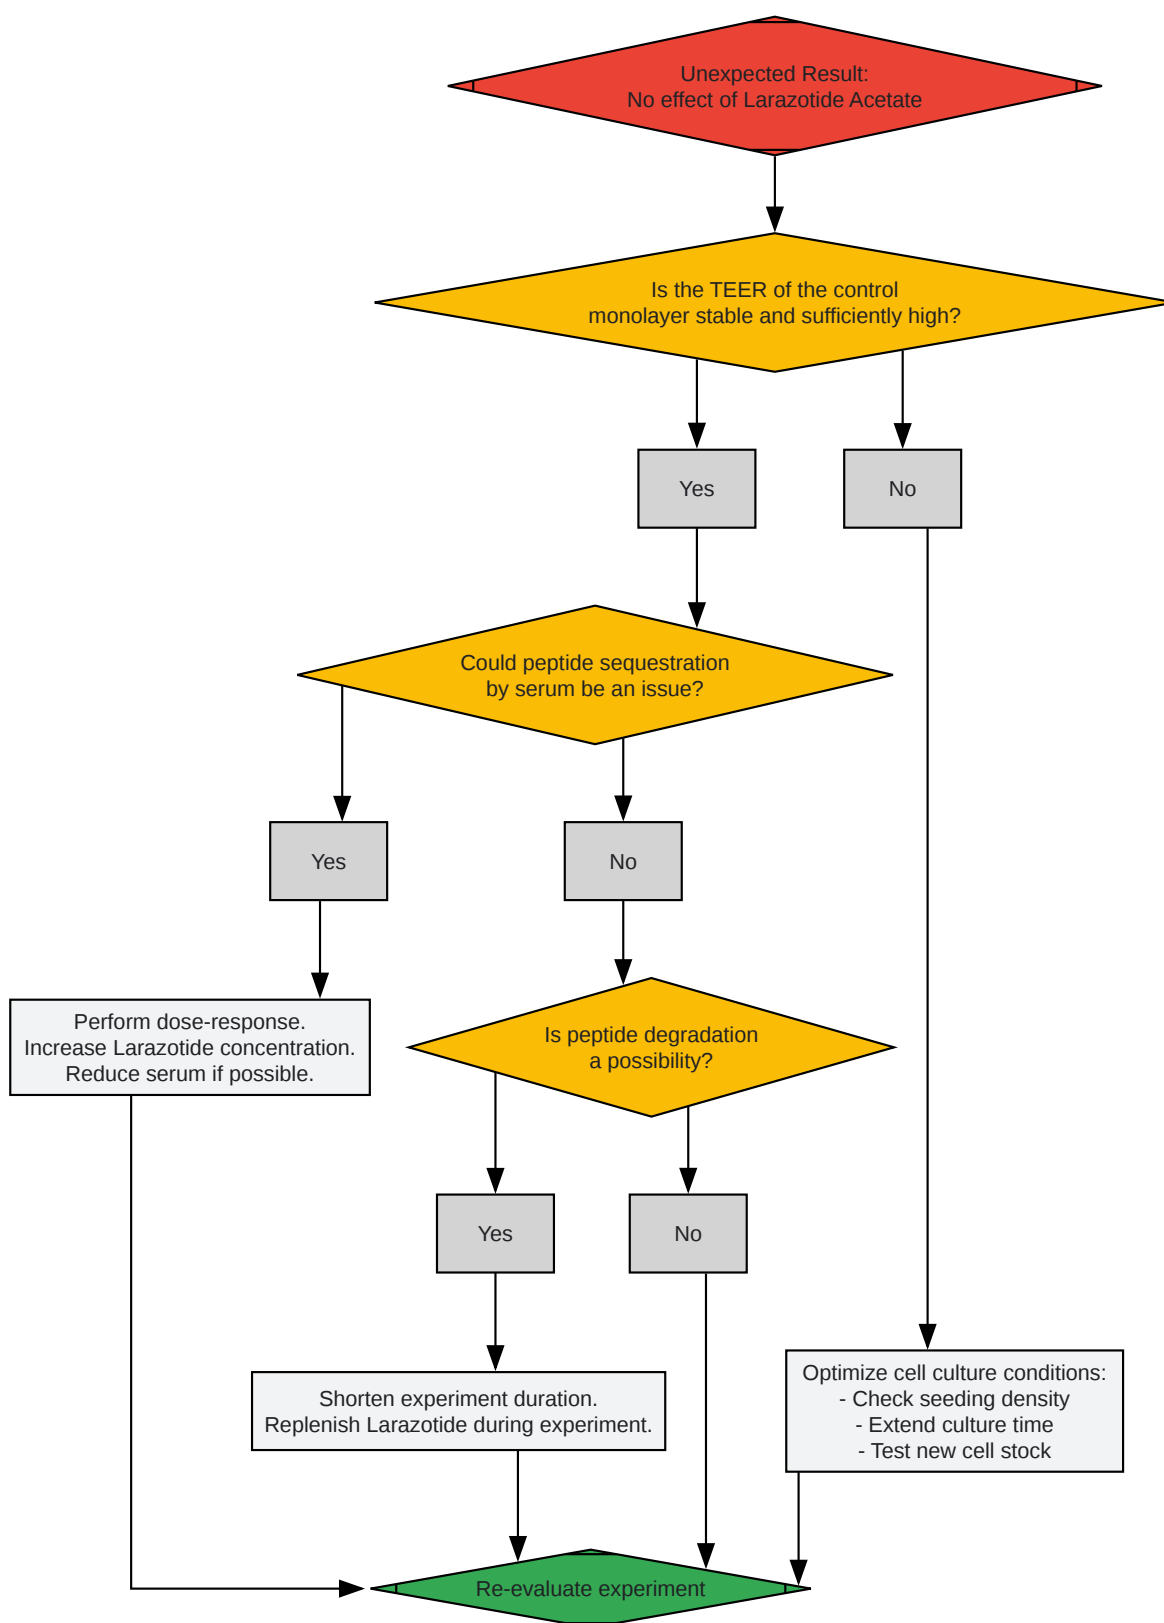 Unexpected Result:
No effect of Larazotide Acetate
Is the TEER of the control
monolayer stable and sufficiently high?
Yes
No
Could peptide sequestration
by serum be an issue?
Yes
No
Perform dose-response.
Increase Larazotide concentration.
Reduce serum if possible.
Is peptide degradation
a possibility?
Yes
No
Optimize cell culture conditions:
- Check seeding density
- Extend culture time
- Test new cell stock
Shorten experiment duration.
Replenish Larazotide during experiment.
Re-evaluate experiment